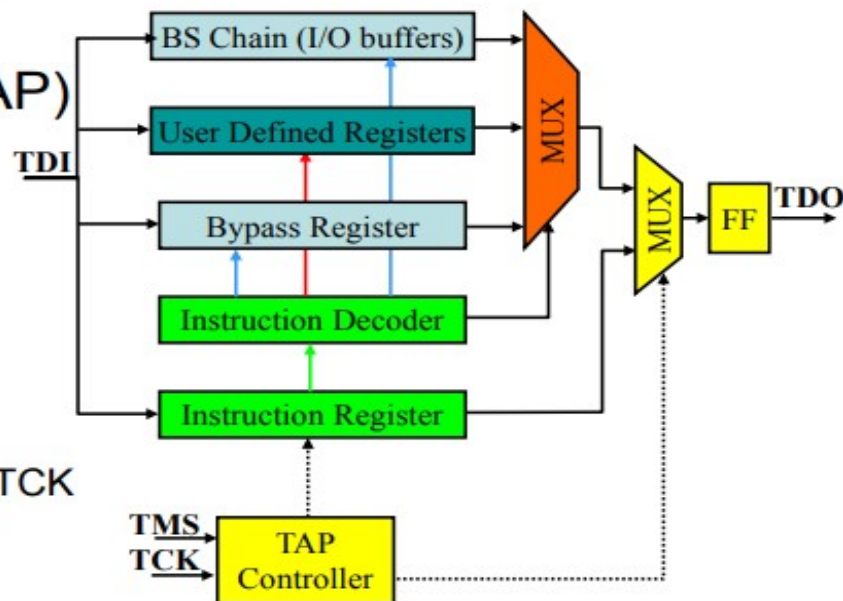 BS Chain (I/O buffers)
AP)
User Defined Registers
TDI
MUX
MUX
TDO
FF
Bypass Register
Instruction Decoder
Instruction Register
TCK
TMS
TCK
TAP
Controller